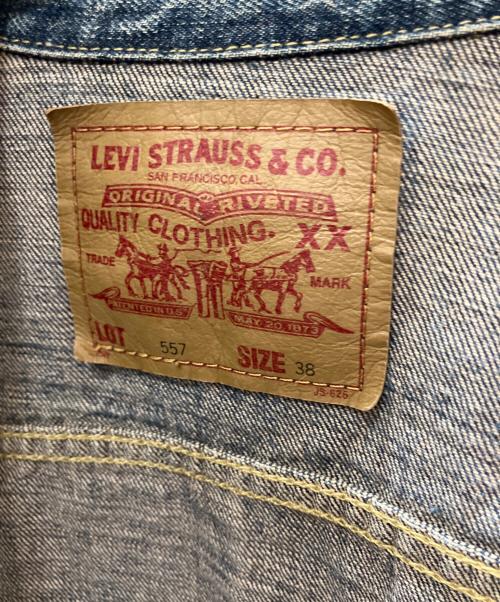 LEVI STRAUSS & CO.
SAN FRANCISCO, CAL.
ORIGINAL RIVETED
QUALITY CLOTHING. XX
TRADE MARK
PATENTED IN U.S. MAY 20, 1873
LOT 557 SIZE 38
JS-626